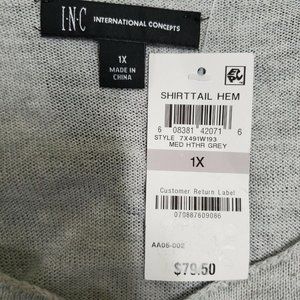 I.N.C INTERNATIONAL CONCEPTS
1X
MADE IN
CHINA
SHIRTTAIL HEM
6 08381 42071 6
STYLE 7X491W193
MED HTHR GREY
1X
Customer Return Label
070887609086
AA08-002
$79.50